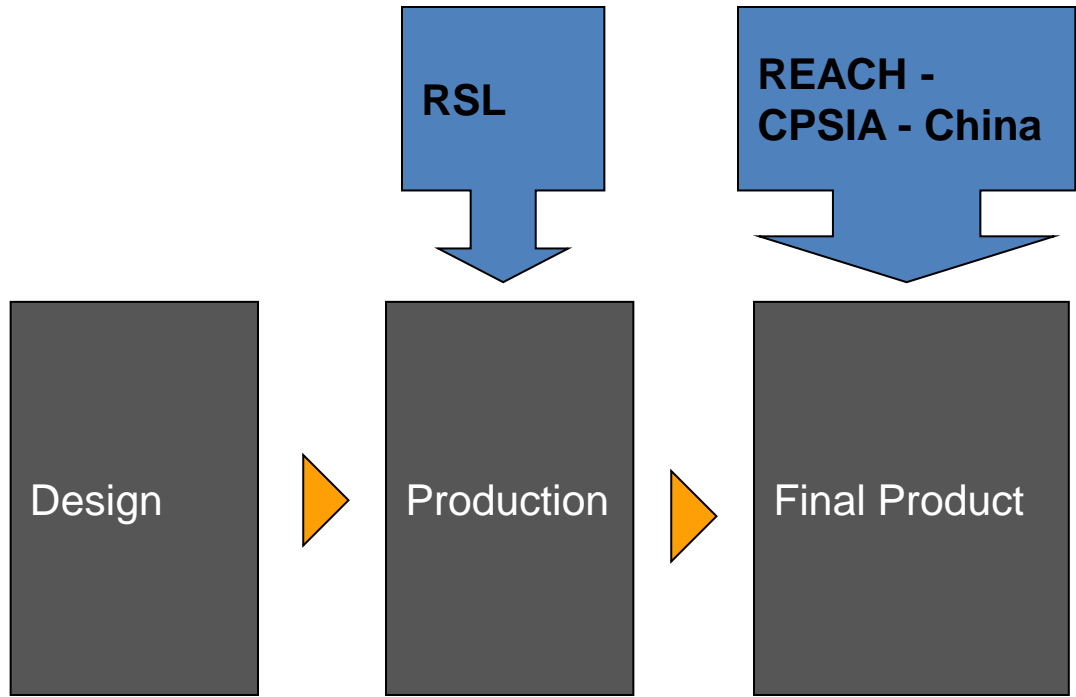 RSL
REACH -
CPSIA - China
Design
Production
Final Product